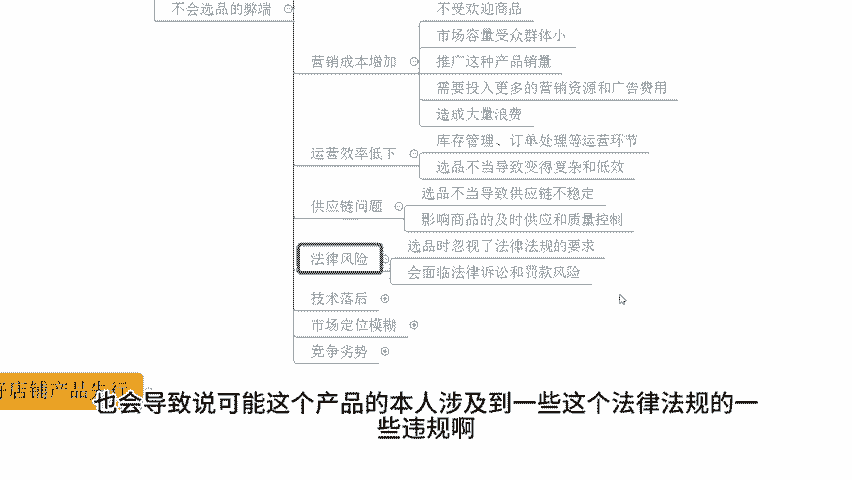 不会选品的弊端
不受欢迎商品
市场容量受众群体小
营销成本增加
推广这种产品销量
需要投入更多的营销资源和广告费用
造成大量浪费
库存管理、订单处理等运营环节
运营效率低下
选品不当导致变得复杂和低效
选品不当导致供应链不稳定
供应链问题
影响商品的及时供应和质量控制
选品时忽视了法律法规的要求
法律风险
会面临法律诉讼和罚款风险
技术落后
市场定位模糊
竞争劣势
店铺产品先行
也会导致说可能这个产品的本人涉及到一些这个法律法规的一
些违规啊